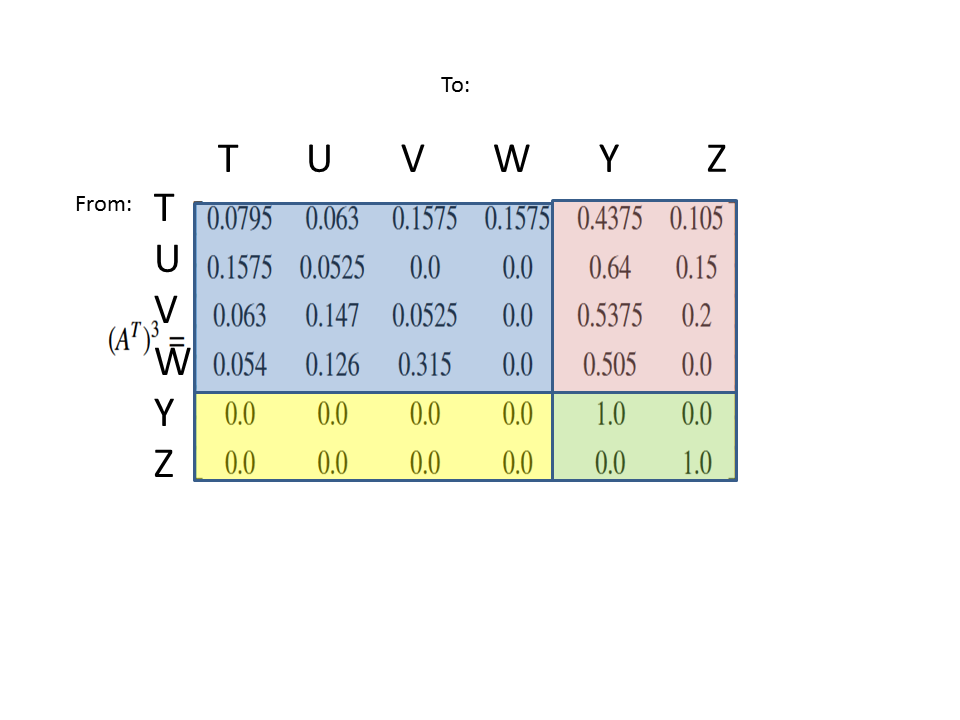 To:
T U V W Y Z
From: T 0.0795 0.063 0.1575 0.1575 0.4375 0.105
U 0.1575 0.0525 0.0 0.0 0.64 0.15
V 0.063 0.147 0.0525 0.0 0.5375 0.2
(A^T)^3 =
W 0.054 0.126 0.315 0.0 0.505 0.0
Y 0.0 0.0 0.0 0.0 1.0 0.0
Z 0.0 0.0 0.0 0.0 0.0 1.0